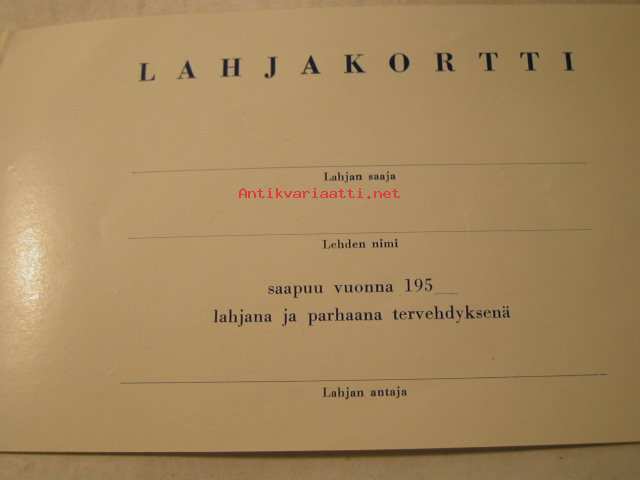 LAHJAKORTTI
Lahjan saaja
Antikvariaatti.net
Lehden nimi
saapuu vuonna 195__
lahjana ja parhaana tervehdyksenä
Lahjan antaja